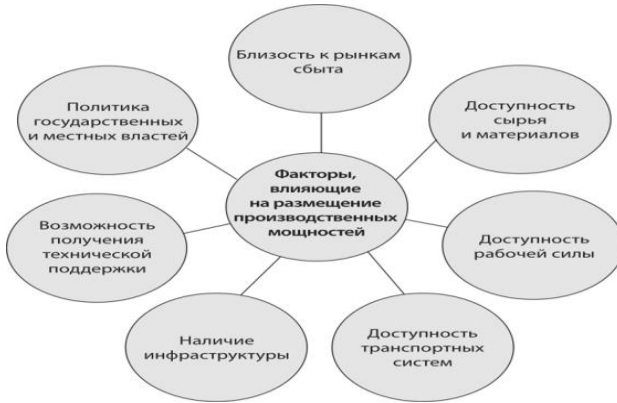 Близость к рынкам
сбыта
Политика
государственных
и местных властей
Доступность
сырья
и материалов
Факторы,
влияющие
на размещение
производственных
мощностей
Возможность
получения
технической
поддержки
Доступность
рабочей силы
Наличие
инфраструктуры
Доступность
транспортных
систем